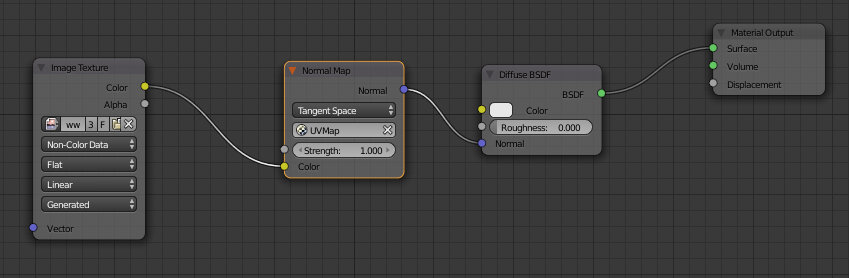 Image Texture
Color
Alpha
ww 3 F
Non-Color Data
Flat
Linear
Generated
Vector
Normal Map
Normal
Tangent Space
UVMap
Strength: 1.000
Color
Diffuse BSDF
BSDF
Color
Roughness: 0.000
Normal
Material Output
Surface
Volume
Displacement